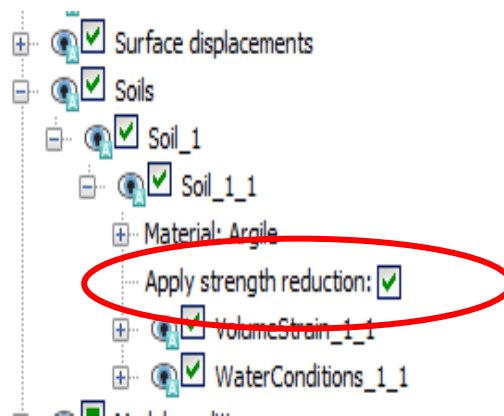 Surface displacements
Soils
Soil_1
Soil_1_1
Material: Argile
Apply strength reduction:
VolumeStrain_1_1
WaterConditions_1_1